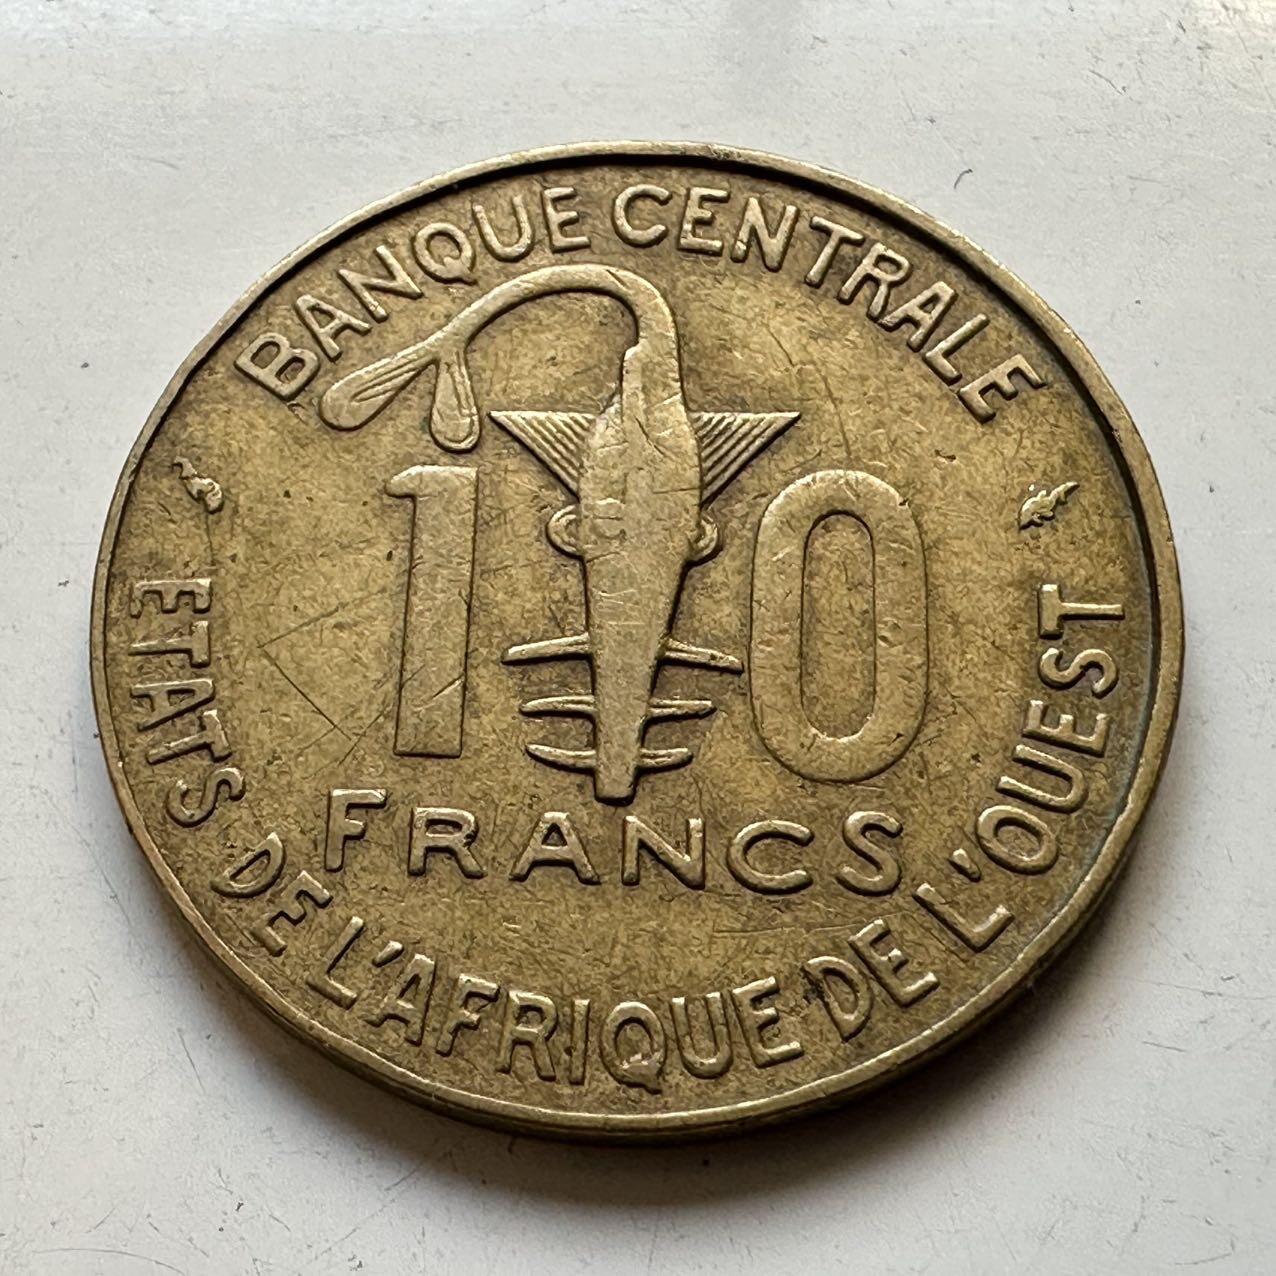 BANQUE CENTRALE
10
FRANCS
ETATS DE L'AFRIQUE DE L'OUEST